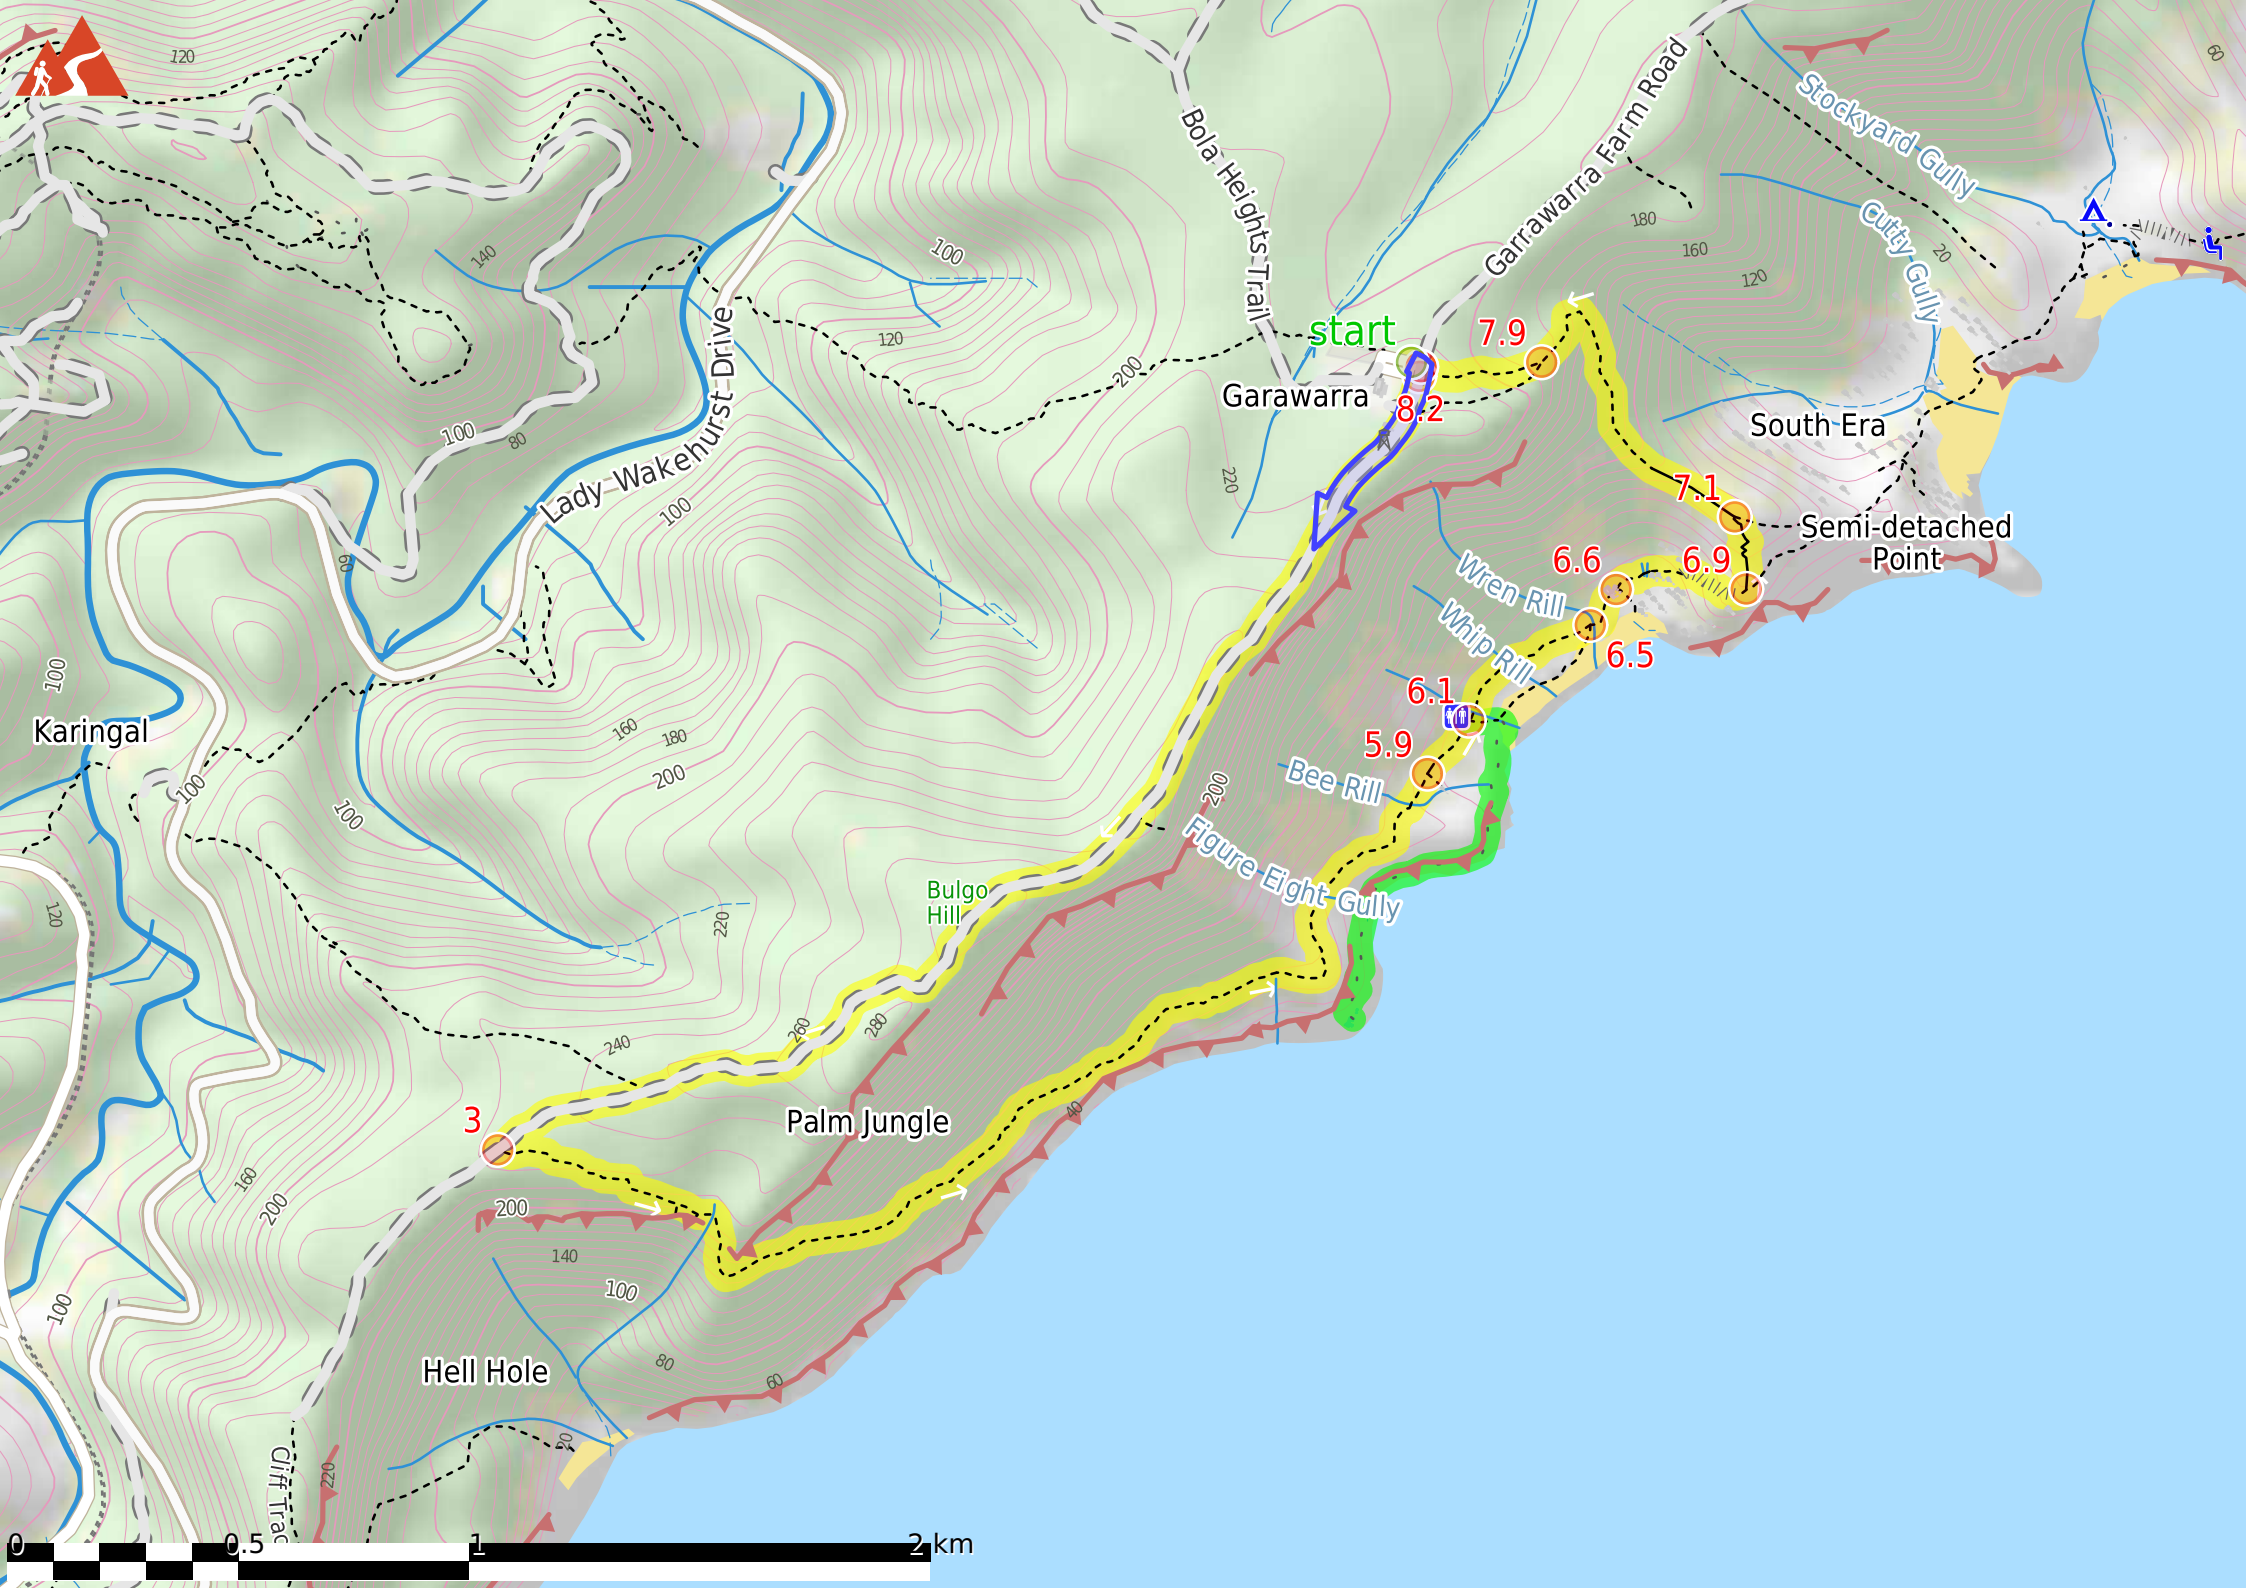 120
Bola Heights Trail
Garrawarra Farm Road
Stockyard Gully
60
Cutty Gully
180
160
120
20
140
100
120
200
start
7.9
Garawarra
8.2
Lady Wakehurst Drive
100
80
100
220
South Era
7.1
Semi-detached
Point
60
6.6
6.9
Wren Rill
Whip Rill
6.5
6.1
100
Karingal
160
180
200
5.9
Bee Rill
200
100
100
Figure Eight Gully
Bulgo
Hill
120
220
260
280
240
3
Palm Jungle
40
160
200
200
140
100
100
Hell Hole
80
60
20
220
Cliff Trac
0
0.5
1
2 km